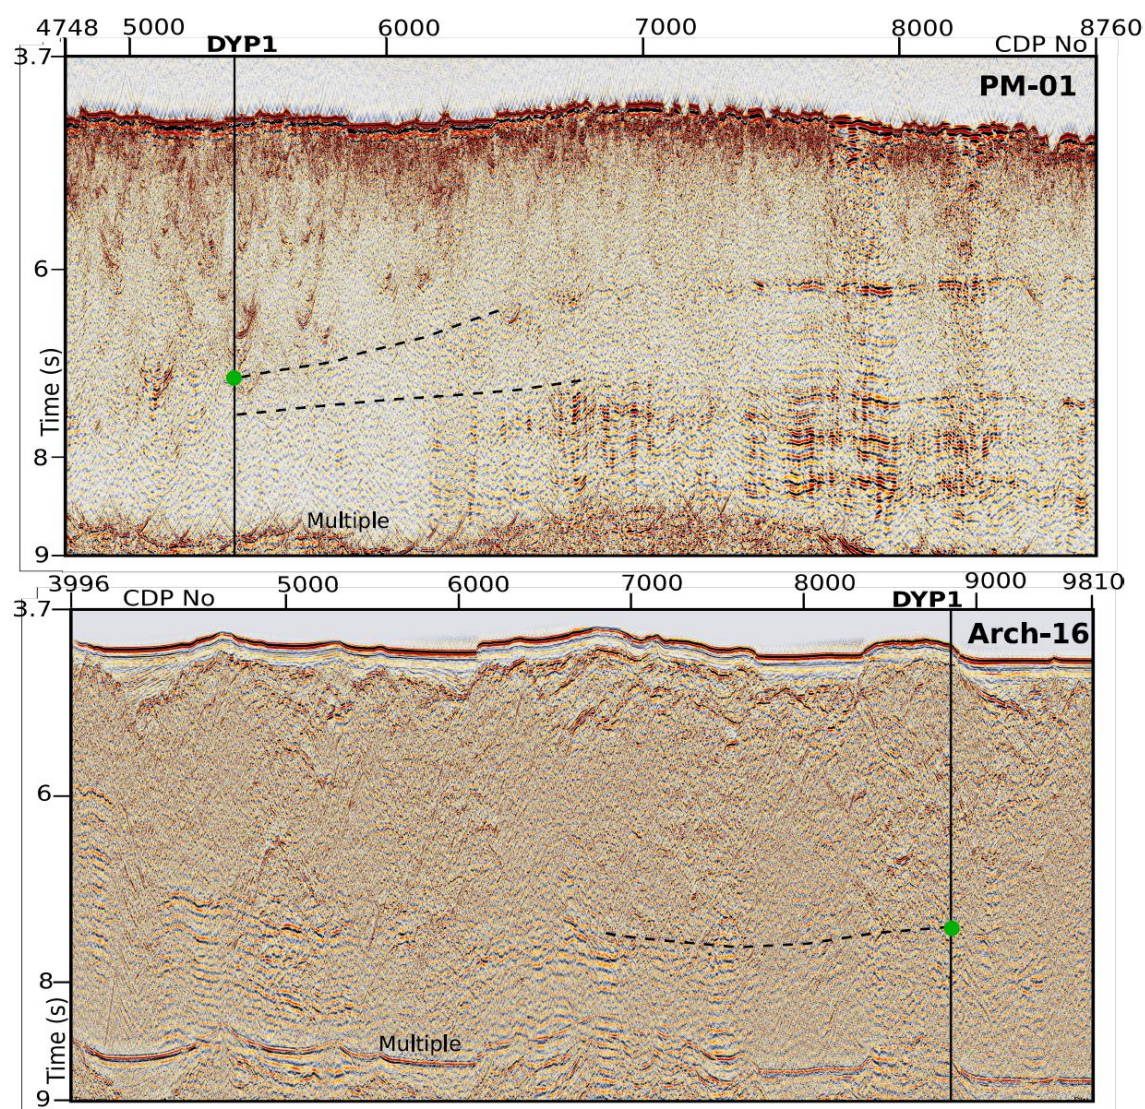 4748 5000 6000 7000 8000 8760
DYP1 CDP No
3.7
PM-01
6
Time (s)
8
Multiple
9
3996 5000 6000 7000 8000 9000 9810
CDP No DYP1
3.7
Arch-16
6
8
Time (s)
Multiple
9